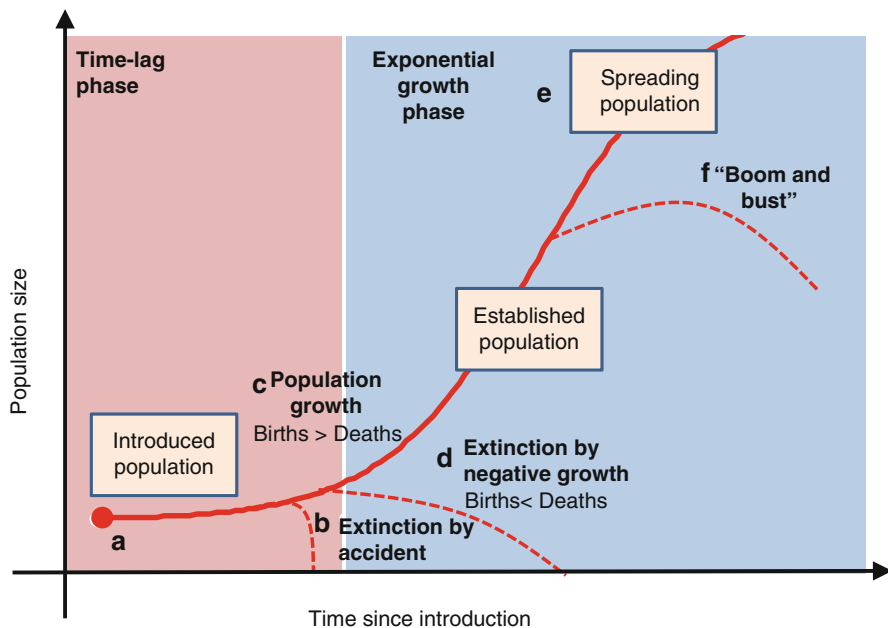 Time-lag
phase
Exponential
growth
phase
e
Spreading
population
f "Boom and
bust"
Established
population
c Population
growth
Births > Deaths
Introduced
population
d Extinction by
negative growth
Births< Deaths
a
b Extinction by
accident
Population size
Time since introduction